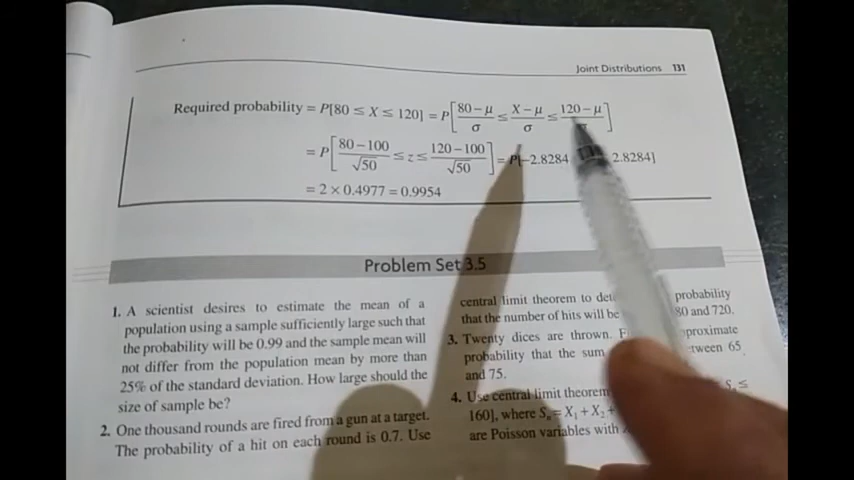 Joint Distributions 131
Required probability = P[80 ≤ X ≤ 120] = P[(80 − μ)/σ ≤ (X − μ)/σ ≤ (120 − μ)/σ]
= P[(80 − 100)/√50 ≤ z ≤ (120 − 100)/√50] = P[−2.8284 2.8284]
= 2 × 0.4977 = 0.9954
Problem Set 3.5
1. A scientist desires to estimate the mean of a
population using a sample sufficiently large such that
the probability will be 0.99 and the sample mean will
not differ from the population mean by more than
25% of the standard deviation. How large should the
size of sample be?
2. One thousand rounds are fired from a gun at a target.
The probability of a hit on each round is 0.7. Use
central limit theorem to probability
that the number of hits will be 80 and 720.
3. Twenty dices are thrown.
probability that the sum 65
and 75.
4. Use central limit theorem ≤
160], where Sₙ = X₁ + X₂ +
are Poisson variables with